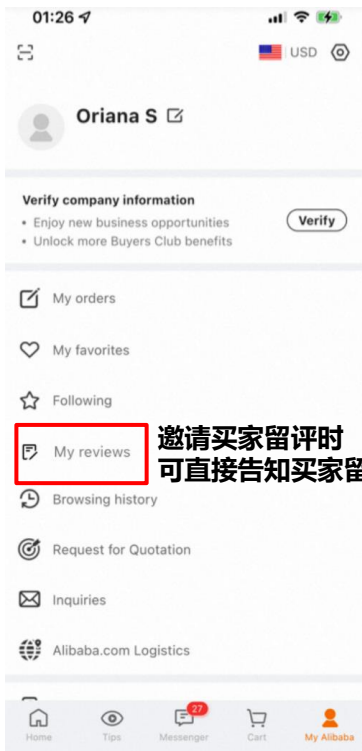 01:26
USD
Oriana S
Verify company information
• Enjoy new business opportunities
• Unlock more Buyers Club benefits
Verify
My orders
My favorites
Following
My reviews
邀请买家留评时
可直接告知买家留
Browsing history
Request for Quotation
Inquiries
Alibaba.com Logistics
27
Home
Tips
Messenger
Cart
My Alibaba